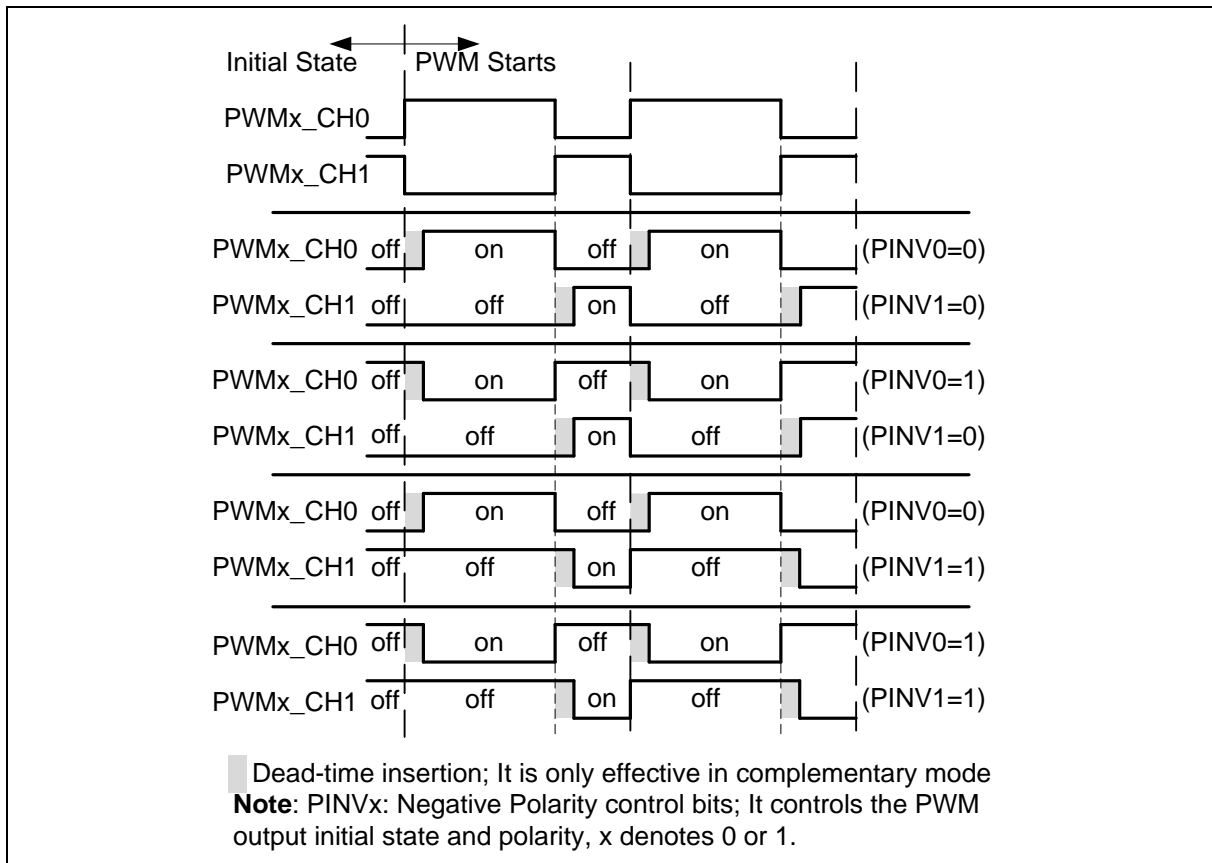 Initial State PWM Starts
PWMx_CH0
PWMx_CH1
PWMx_CH0 off on off on (PINV0=0)
PWMx_CH1 off off on off (PINV1=0)
PWMx_CH0 off on off on (PINV0=1)
PWMx_CH1 off off on off (PINV1=0)
PWMx_CH0 off on off on (PINV0=0)
PWMx_CH1 off off on off (PINV1=1)
PWMx_CH0 off on off on (PINV0=1)
PWMx_CH1 off off on off (PINV1=1)
Dead-time insertion; It is only effective in complementary mode
Note: PINVx: Negative Polarity control bits; It controls the PWM
output initial state and polarity, x denotes 0 or 1.